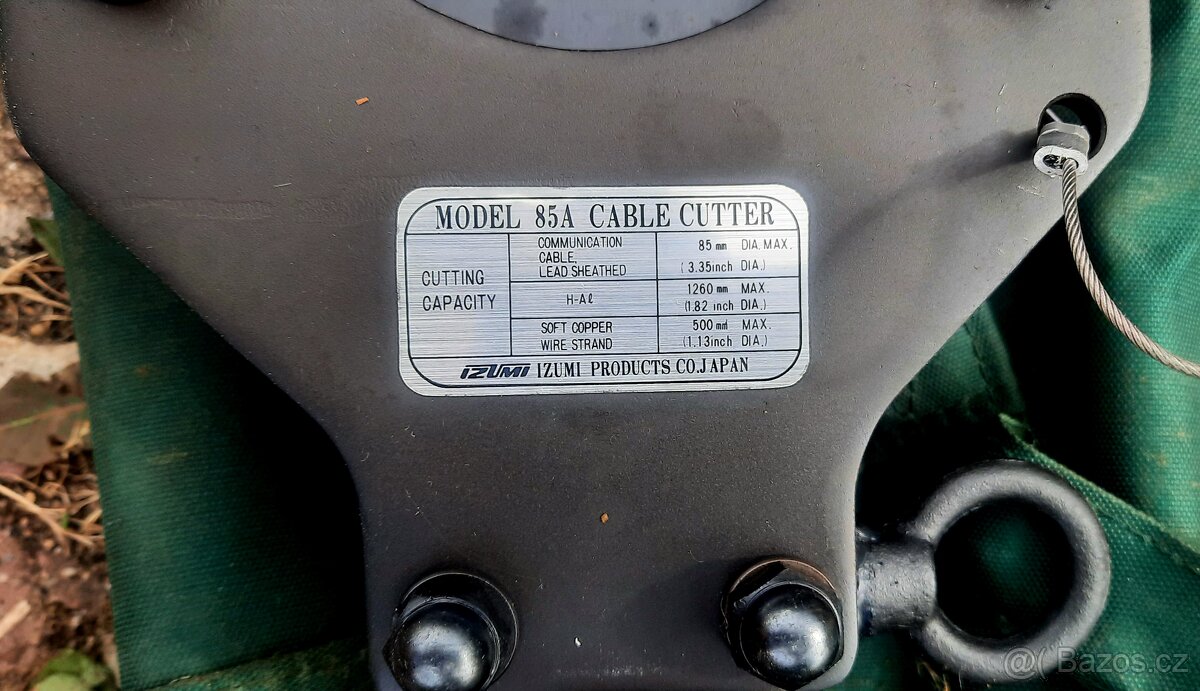 MODEL 85A CABLE CUTTER
CUTTING
CAPACITY
COMMUNICATION
CABLE,
LEAD SHEATHED
85 mm DIA. MAX.
(3.35inch DIA.)
H-Aℓ
1260 mm MAX.
(1.82 inch DIA.)
SOFT COPPER
WIRE STRAND
500 mm² MAX.
(1.13inch DIA.)
IZUMI IZUMI PRODUCTS CO.JAPAN
@( Bazos.cz